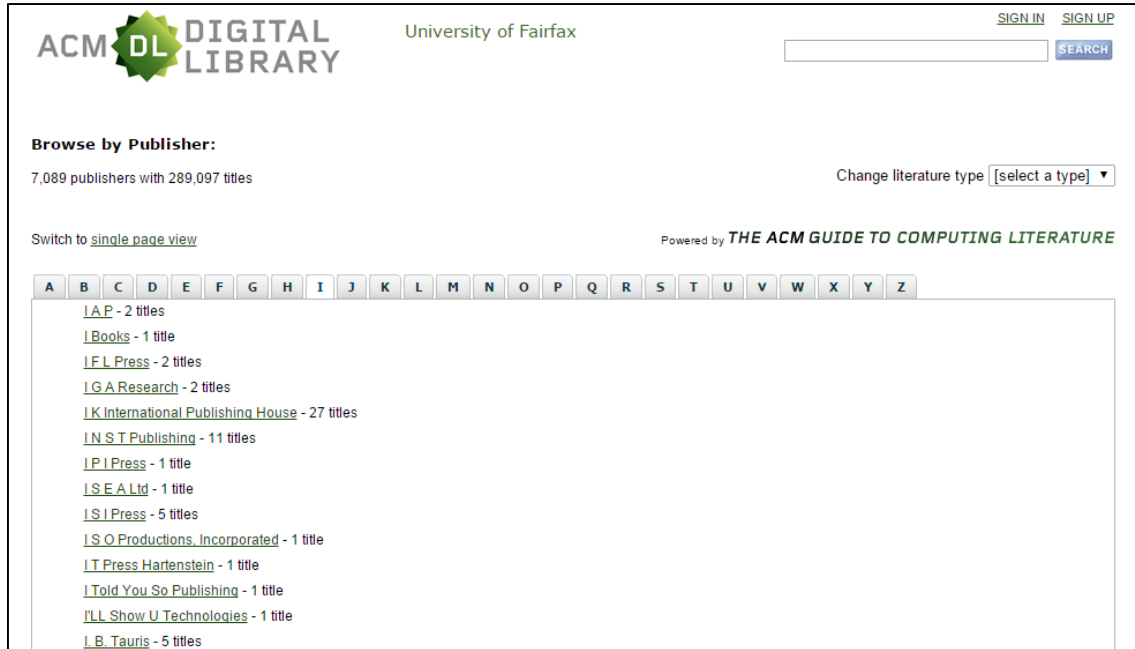 ACM DL DIGITAL LIBRARY
University of Fairfax
SIGN IN SIGN UP
SEARCH
Browse by Publisher:
7,089 publishers with 289,097 titles
Change literature type [select a type]
Switch to single page view
Powered by THE ACM GUIDE TO COMPUTING LITERATURE
A B C D E F G H I J K L M N O P Q R S T U V W X Y Z
I A P - 2 titles
I Books - 1 title
I F L Press - 2 titles
I G A Research - 2 titles
I K International Publishing House - 27 titles
I N S T Publishing - 11 titles
I P I Press - 1 title
I S E A Ltd - 1 title
I S I Press - 5 titles
I S O Productions, Incorporated - 1 title
I T Press Hartenstein - 1 title
I Told You So Publishing - 1 title
I'LL Show U Technologies - 1 title
I. B. Tauris - 5 titles